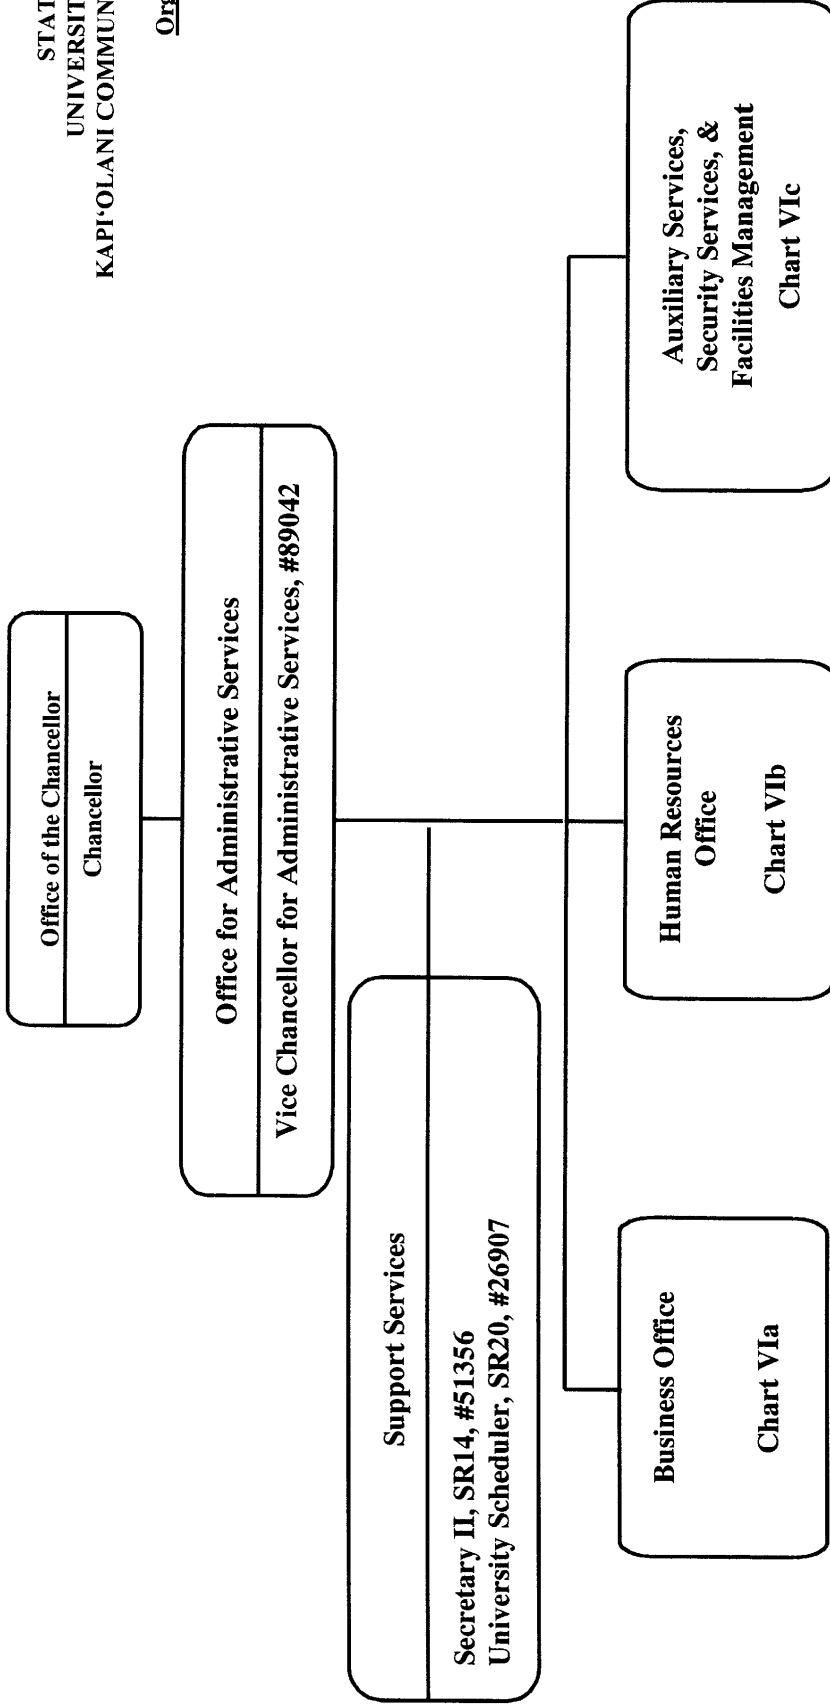 STAT
UNIVERSIT
KAPIʻOLANI COMMUN
Org
Office of the Chancellor
Chancellor
Office for Administrative Services
Vice Chancellor for Administrative Services, #89042
Support Services
Secretary II, SR14, #51356
University Scheduler, SR20, #26907
Business Office
Chart VIa
Human Resources
Office
Chart VIb
Auxiliary Services,
Security Services, &
Facilities Management
Chart VIc